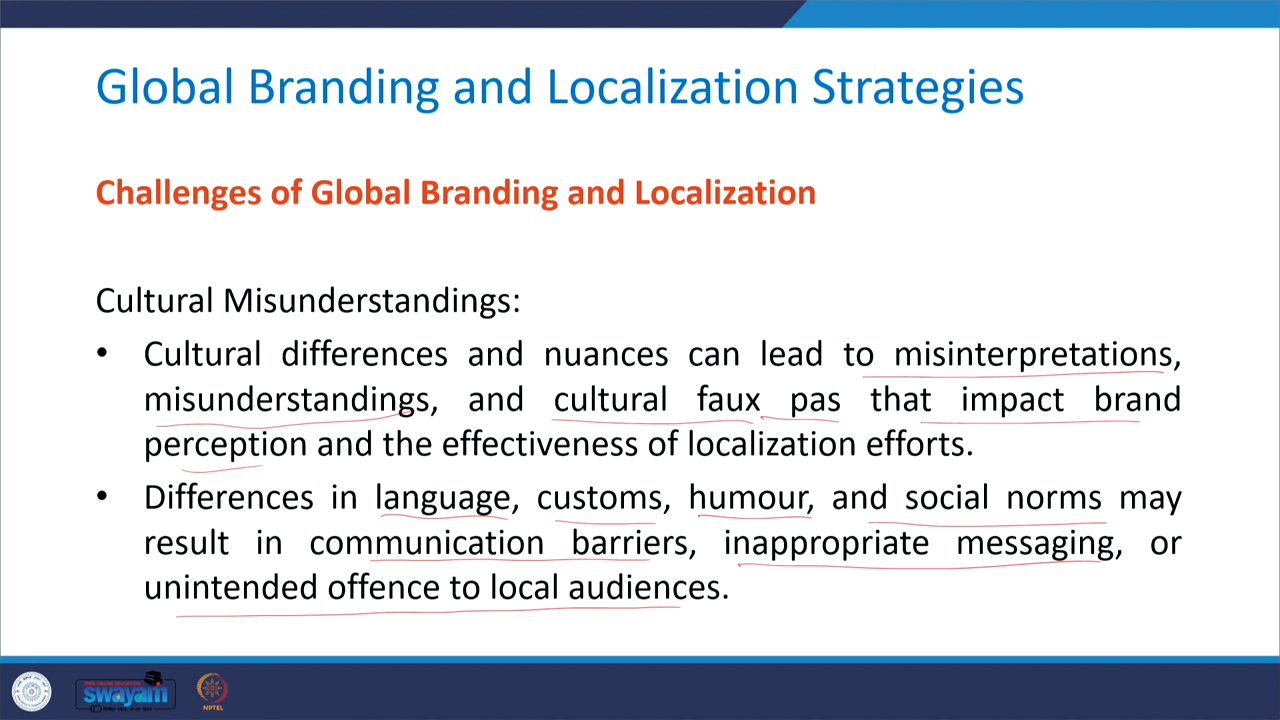 Global Branding and Localization Strategies
Challenges of Global Branding and Localization
Cultural Misunderstandings:
• Cultural differences and nuances can lead to misinterpretations,
misunderstandings, and cultural faux pas that impact brand
perception and the effectiveness of localization efforts.
• Differences in language, customs, humour, and social norms may
result in communication barriers, inappropriate messaging, or
unintended offence to local audiences.
swayam
NPTEL